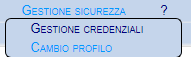 Gestione sicurezza ?
Gestione credenziali
Cambio profilo